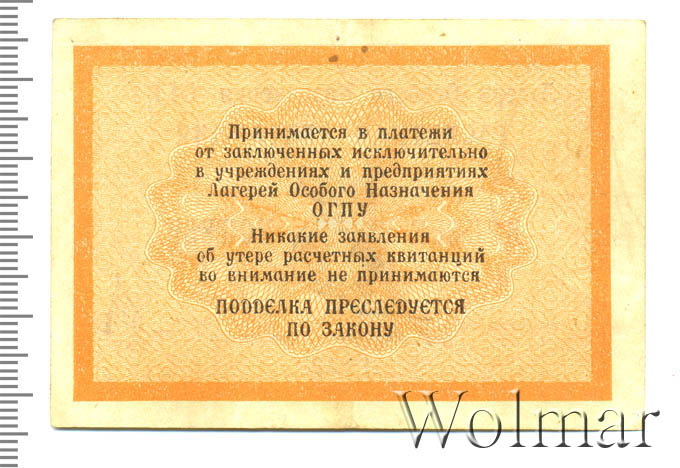 Принимается в платежи
от заключенных исключительно
в учреждениях и предприятиях
Лагерей Особого Назначения
ОГПУ
Никакие заявления
об утере расчетных квитанций
во внимание не принимаются
ПОДДЕЛКА ПРЕСЛЕДУЕТСЯ
ПО ЗАКОНУ
Wolmar